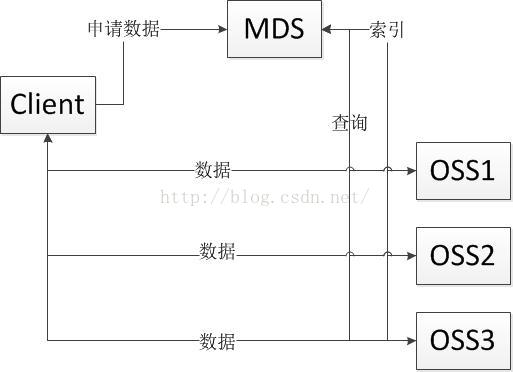 申请数据
MDS
索引
Client
查询
数据
OSS1
http://blog.csdn.net/
数据
OSS2
数据
OSS3